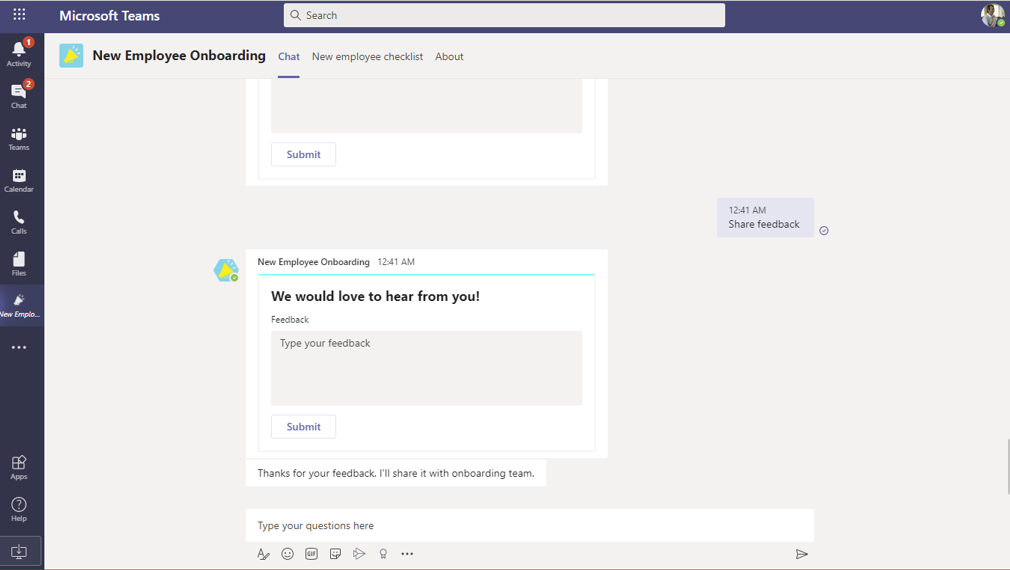 Microsoft Teams
Search
1
Activity
2
Chat
Teams
Calendar
Calls
Files
New Emplo...
Apps
Help
New Employee Onboarding
Chat
New employee checklist
About
Submit
12:41 AM
Share feedback
New Employee Onboarding 12:41 AM
We would love to hear from you!
Feedback
Type your feedback
Submit
Thanks for your feedback. I'll share it with onboarding team.
Type your questions here
GIF